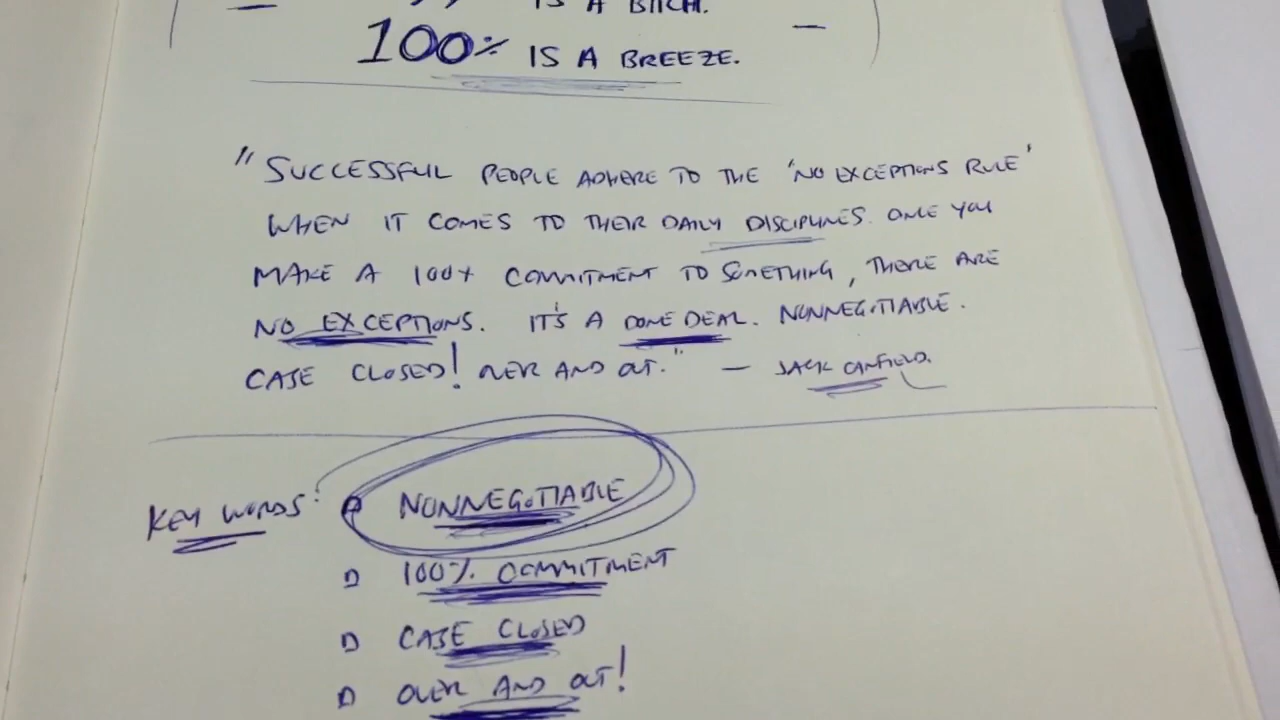 IS A BITCH.
100% IS A BREEZE.
"SUCCESSFUL PEOPLE ADHERE TO THE 'NO EXCEPTIONS RULE'
WHEN IT COMES TO THEIR DAILY DISCIPLINES. ONCE YOU
MAKE A 100% COMMITMENT TO SOMETHING, THERE ARE
NO EXCEPTIONS. IT'S A DONE DEAL. NONNEGOTIABLE.
CASE CLOSED! OVER AND OUT." — JACK CANFIELD.
KEY WORDS: NONNEGOTIABLE
100% COMMITMENT
CASE CLOSED
OVER AND OUT!